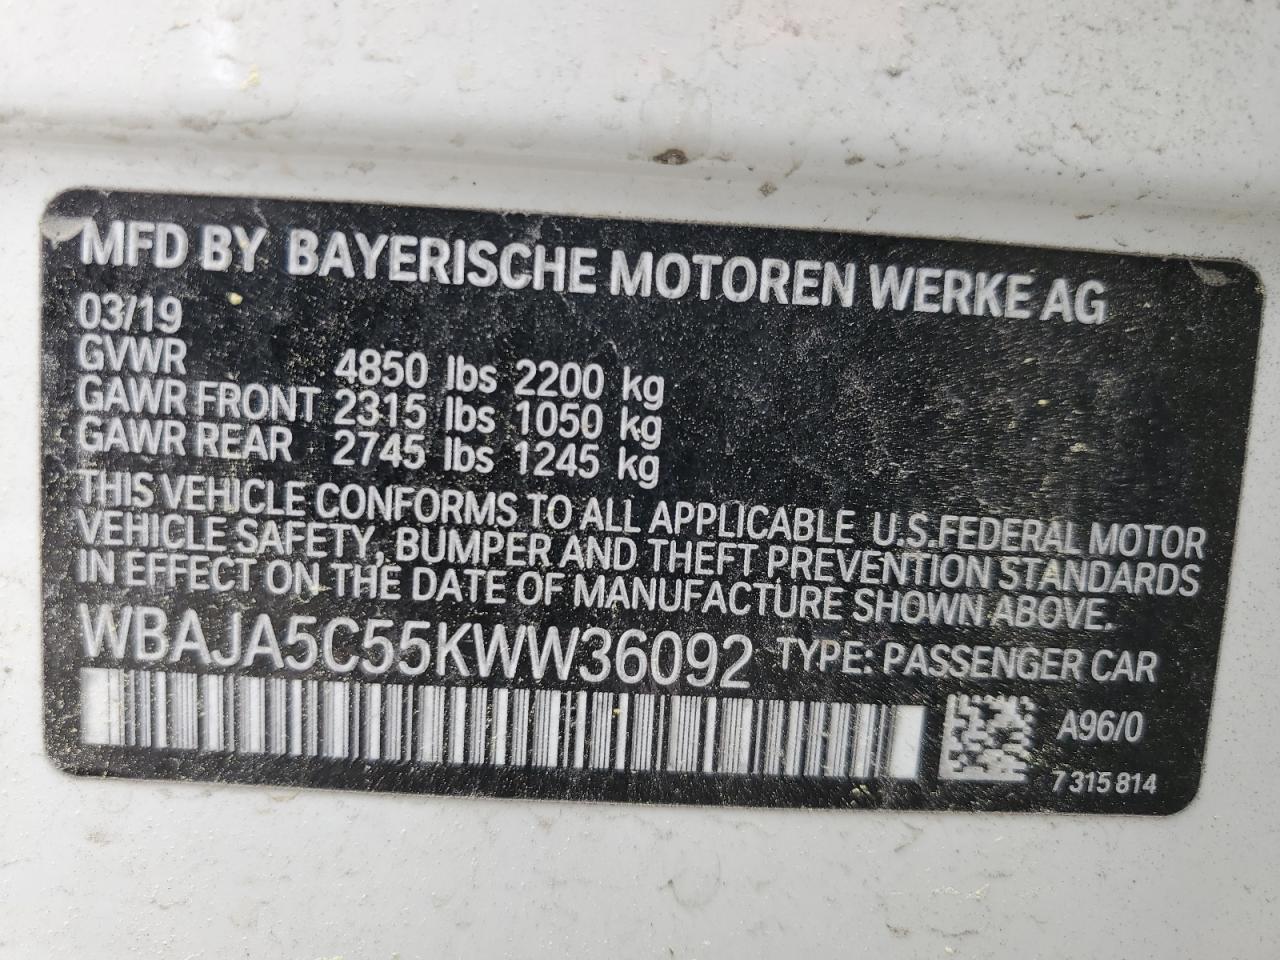 MFD BY BAYERISCHE MOTOREN WERKE AG
03/19
GVWR 4850 lbs 2200 kg
GAWR FRONT 2315 lbs 1050 kg
GAWR REAR 2745 lbs 1245 kg
THIS VEHICLE CONFORMS TO ALL APPLICABLE U.S.FEDERAL MOTOR
VEHICLE SAFETY, BUMPER AND THEFT PREVENTION STANDARDS
IN EFFECT ON THE DATE OF MANUFACTURE SHOWN ABOVE.
WBAJA5C55KWW36092 TYPE: PASSENGER CAR
A96/0
7 315 814